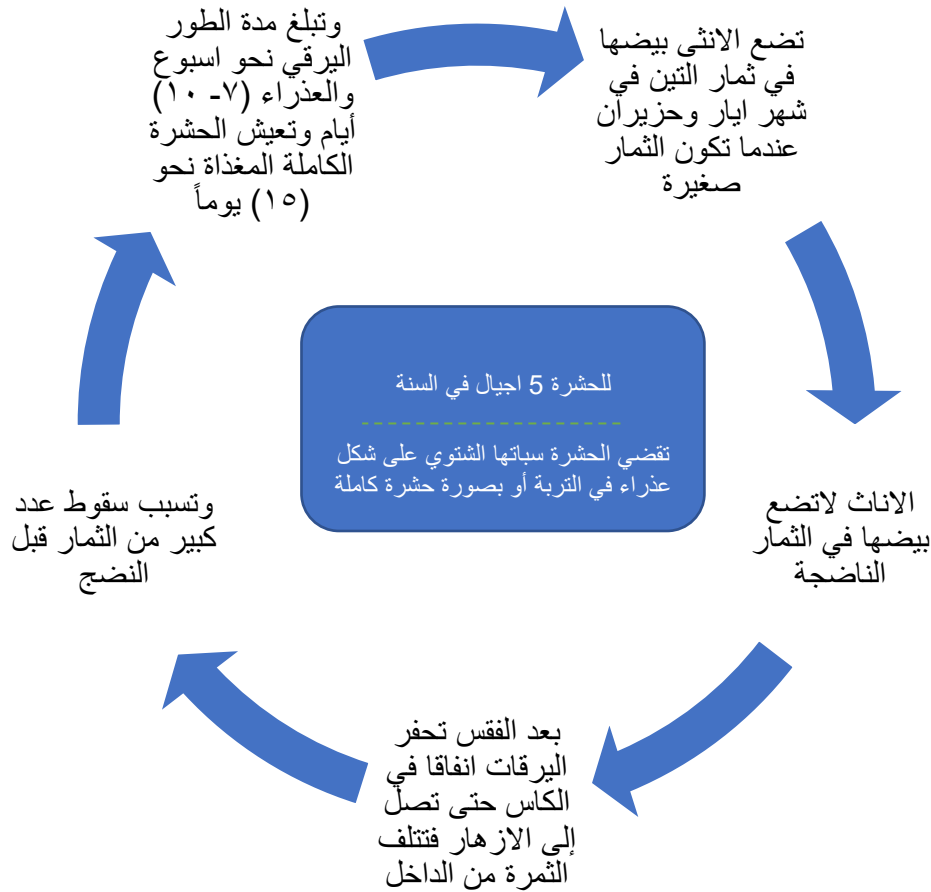 تضع الانثى بيضها
في ثمار التين في
شهر ايار وحزيران
عندما تكون الثمار
صغيرة
الاناث لاتضع
بيضها في الثمار
الناضجة
بعد الفقس تحفر
اليرقات انفاقا في
الكاس حتى تصل
إلى الازهار فتتلف
الثمرة من الداخل
وتسبب سقوط عدد
كبير من الثمار قبل
النضج
وتبلغ مدة الطور
اليرقي نحو اسبوع
والعذراء (٧- ١٠)
أيام وتعيش الحشرة
الكاملة المغذاة نحو
(١٥) يوماً
للحشرة 5 اجيال في السنة
تقضي الحشرة سباتها الشتوي على شكل
عذراء في التربة أو بصورة حشرة كاملة